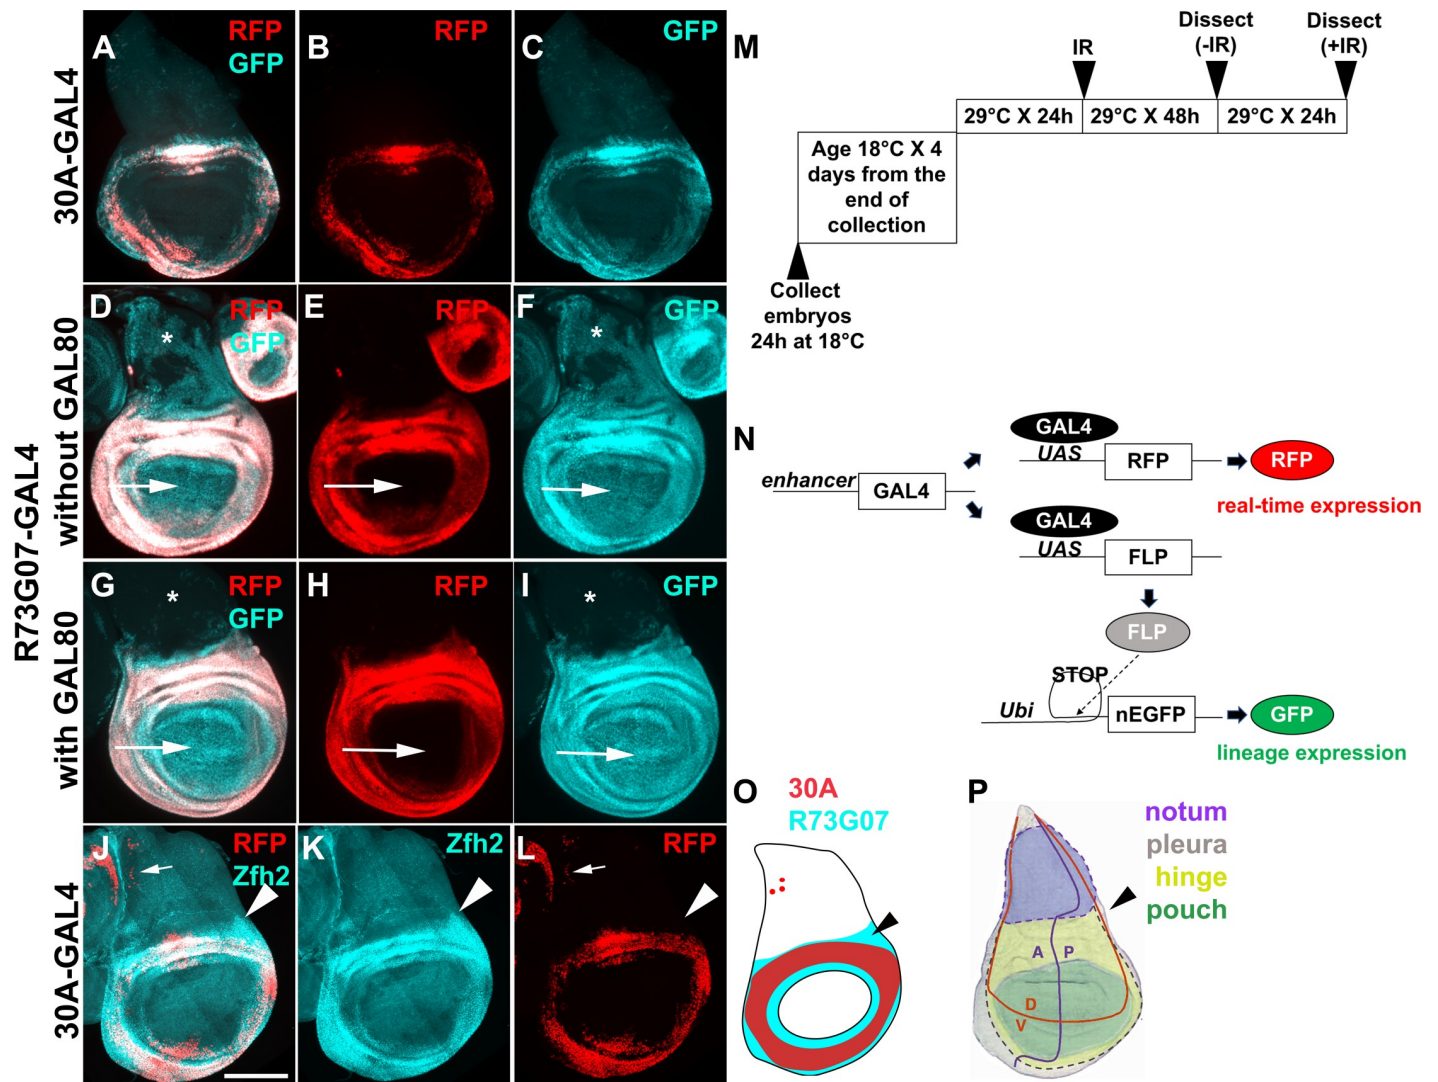 30A-GAL4
A
RFP
GFP
B
RFP
C
GFP
R73G07-GAL4
without GAL80
D
RFP
GFP
*
E
RFP
F
GFP
*
with GAL80
G
RFP
GFP
*
H
RFP
I
GFP
*
30A-GAL4
J
RFP
Zfh2
K
Zfh2
L
RFP
M
IR
Dissect
(-IR)
Dissect
(+IR)
29°C X 24h
29°C X 48h
29°C X 24h
Age 18°C X 4
days from the
end of
collection
Collect
embryos
24h at 18°C
N
enhancer
GAL4
GAL4
UAS
RFP
RFP
real-time expression
GAL4
UAS
FLP
FLP
STOP
Ubi
nEGFP
GFP
lineage expression
O
30A
R73G07
P
notum
pleura
hinge
pouch
A
P
D
V